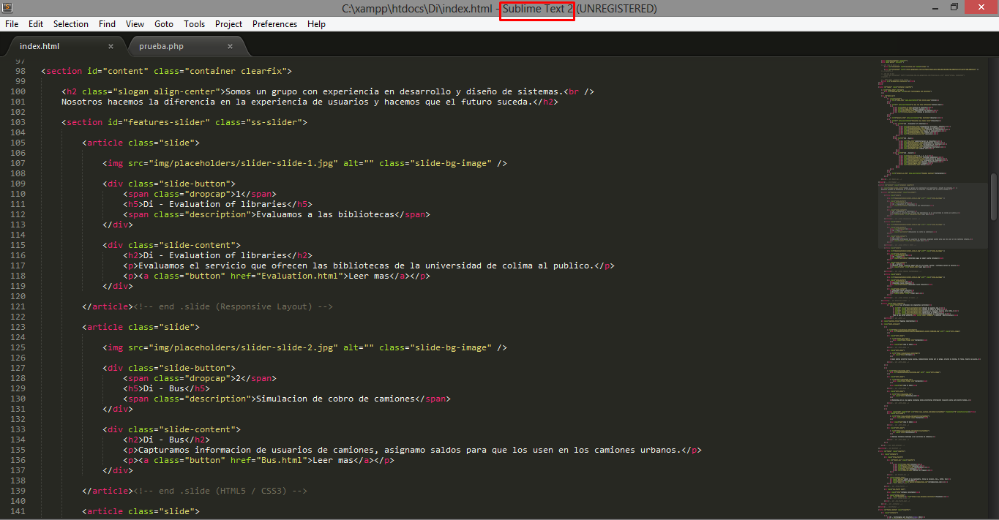 C:\xampp\htdocs\Di\index.html - Sublime Text 2 (UNREGISTERED)
File Edit Selection Find View Goto Tools Project Preferences Help
index.html × prueba.php ×
97
98 <section id="content" class="container clearfix">
99
100 <h2 class="slogan align-center">Somos un grupo con experiencia en desarrollo y diseño de sistemas.<br />
101 Nosotros hacemos la diferencia en la experiencia de usuarios y hacemos que el futuro suceda.</h2>
102
103 <section id="features-slider" class="ss-slider">
104
105 <article class="slide">
106
107 <img src="img/placeholders/slider-slide-1.jpg" alt="" class="slide-bg-image" />
108
109 <div class="slide-button">
110 <span class="dropcap">1</span>
111 <h5>Di - Evaluation of libraries</h5>
112 <span class="description">Evaluamos a las bibliotecas</span>
113 </div>
114
115 <div class="slide-content">
116 <h2>Di - Evaluation of libraries</h2>
117 <p>Evaluamos el servicio que ofrecen las bibliotecas de la universidad de colima al publico.</p>
118 <p><a class="button" href="Evaluation.html">Leer mas</a></p>
119 </div>
120
121 </article><!-- end .slide (Responsive Layout) -->
122
123 <article class="slide">
124
125 <img src="img/placeholders/slider-slide-2.jpg" alt="" class="slide-bg-image" />
126
127 <div class="slide-button">
128 <span class="dropcap">2</span>
129 <h5>Di - Bus</h5>
130 <span class="description">Simulacion de cobro de camiones</span>
131 </div>
132
133 <div class="slide-content">
134 <h2>Di - Bus</h2>
135 <p>Capturamos informacion de usuarios de camiones, asignamo saldos para que los usen en los camiones urbanos.</p>
136 <p><a class="button" href="Bus.html">Leer mas</a></p>
137 </div>
138
139 </article><!-- end .slide (HTML5 / CSS3) -->
140
141 <article class="slide">